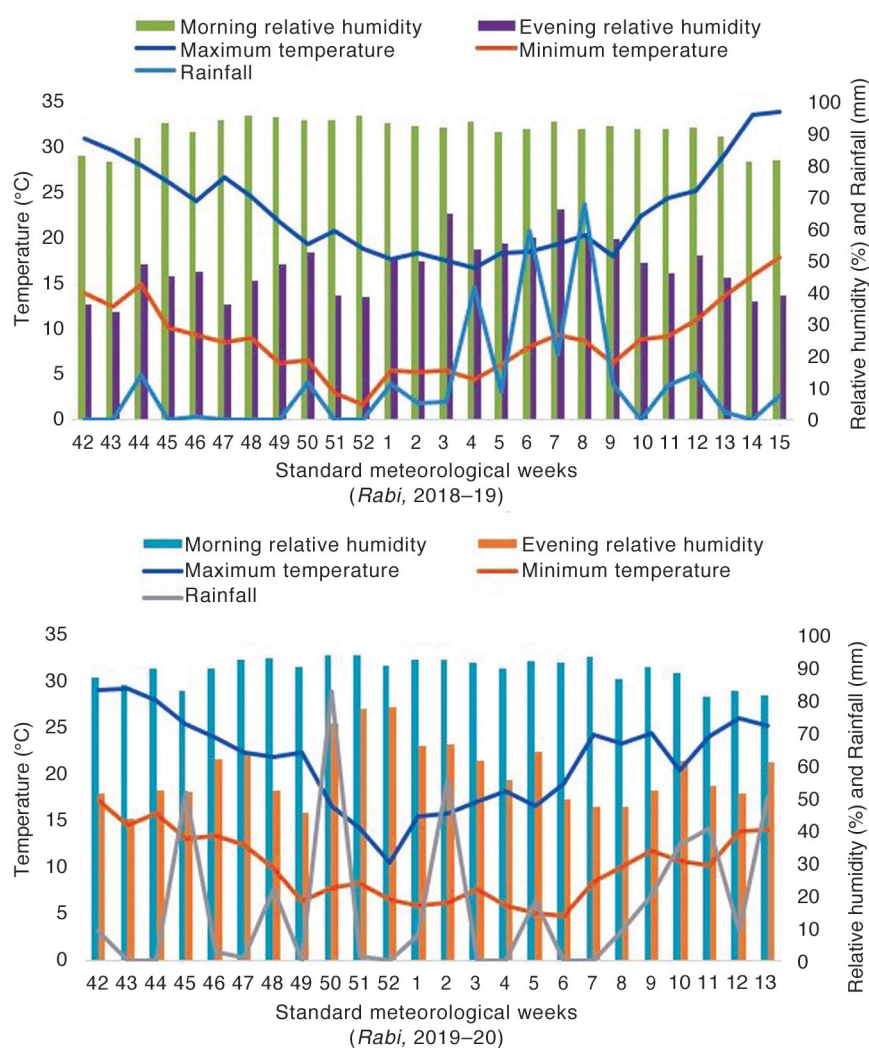 Morning relative humidity Evening relative humidity
Maximum temperature Minimum temperature
Rainfall
Temperature (°C)
35
30
25
20
15
10
5
0
100
90
80
70
60
50
40
30
20
10
0
Relative humidity (%) and Rainfall (mm)
42 43 44 45 46 47 48 49 50 51 52 1 2 3 4 5 6 7 8 9 10 11 12 13 14 15
Standard meteorological weeks
(Rabi, 2018–19)
Morning relative humidity Evening relative humidity
Maximum temperature Minimum temperature
Rainfall
Temperature (°C)
35
30
25
20
15
10
5
0
100
90
80
70
60
50
40
30
20
10
0
Relative humidity (%) and Rainfall (mm)
42 43 44 45 46 47 48 49 50 51 52 1 2 3 4 5 6 7 8 9 10 11 12 13
Standard meteorological weeks
(Rabi, 2019–20)